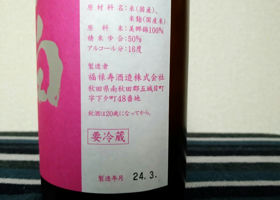 原材料名：米(国産)、
米麹(国産米)
原料米：美郷錦100%
精米歩合：50%
アルコール分：16度
製造者
福禄寿酒造株式会社
秋田県南秋田郡五城目町
字下夕町48番地
飲酒は20歳になってから。
要冷蔵
製造年月 24.3.